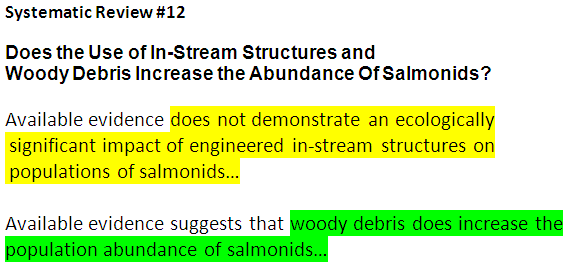 Systematic Review #12
Does the Use of In-Stream Structures and
Woody Debris Increase the Abundance Of Salmonids?
Available evidence does not demonstrate an ecologically
significant impact of engineered in-stream structures on
populations of salmonids...
Available evidence suggests that woody debris does increase the
population abundance of salmonids...